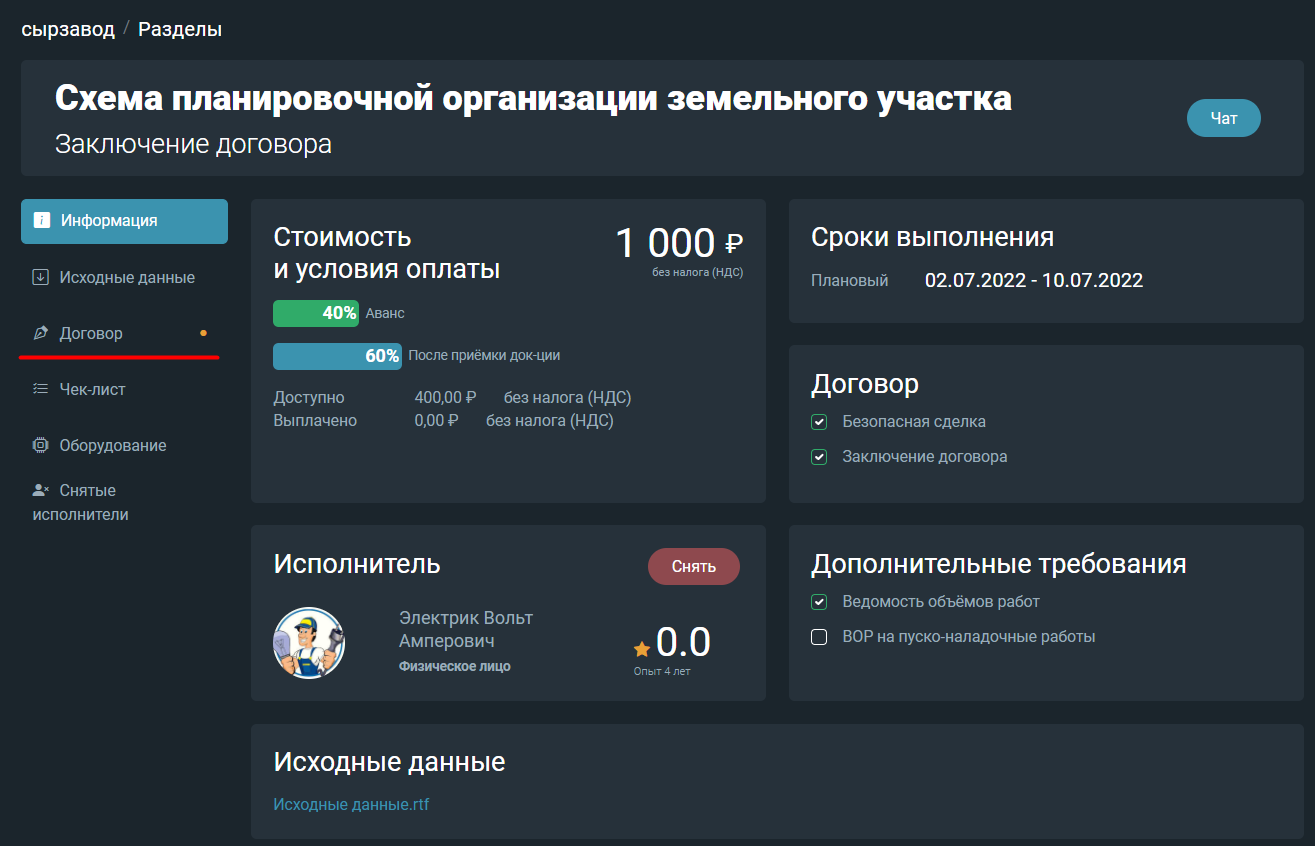 сырзавод / Разделы
Схема планировочной организации земельного участка
Заключение договора
Чат
Информация
Исходные данные
Договор
Чек-лист
Оборудование
Снятые
исполнители
Стоимость
и условия оплаты
1 000 ₽
без налога (НДС)
40% Аванс
60% После приёмки док-ции
Доступно 400,00 ₽ без налога (НДС)
Выплачено 0,00 ₽ без налога (НДС)
Сроки выполнения
Плановый 02.07.2022 - 10.07.2022
Договор
Безопасная сделка
Заключение договора
Исполнитель
Снять
Электрик Вольт
Амперович
Физическое лицо
0.0
Опыт 4 лет
Дополнительные требования
Ведомость объёмов работ
ВОР на пуско-наладочные работы
Исходные данные
Исходные данные.rtf